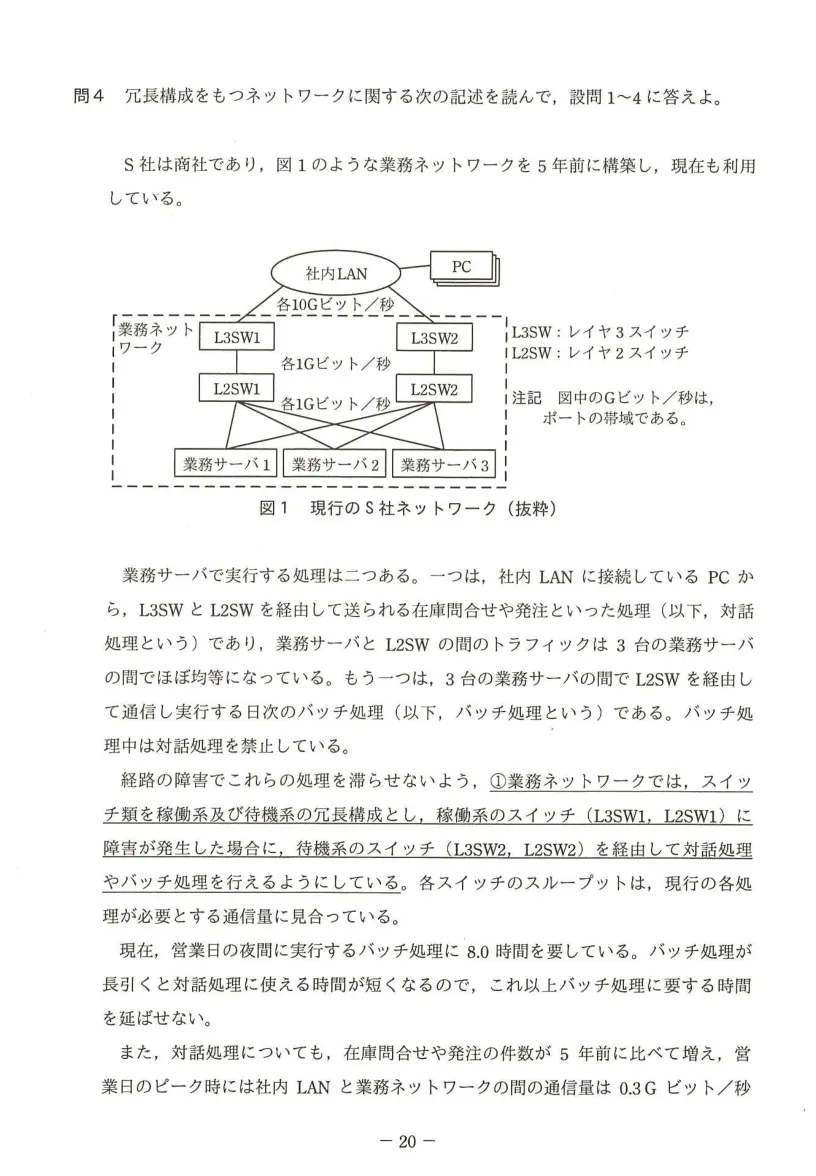 問4 冗長構成をもつネットワークに関する次の記述を読んで，設問1～4に答えよ。
S社は商社であり，図1のような業務ネットワークを5年前に構築し，現在も利用
している。
社内LAN
PC
各10Gビット／秒
業務ネット
ワーク
L3SW1
L3SW2
L3SW：レイヤ3スイッチ
L2SW：レイヤ2スイッチ
各1Gビット／秒
L2SW1
L2SW2
各1Gビット／秒
注記 図中のGビット／秒は，
ポートの帯域である。
業務サーバ1
業務サーバ2
業務サーバ3
図1 現行のS社ネットワーク（抜粋）
業務サーバで実行する処理は二つある。一つは，社内 LAN に接続している PC か
ら，L3SW と L2SW を経由して送られる在庫問合せや発注といった処理（以下，対話
処理という）であり，業務サーバと L2SW の間のトラフィックは 3 台の業務サーバ
の間でほぼ均等になっている。もう一つは，3 台の業務サーバの間で L2SW を経由し
て通信し実行する日次のバッチ処理（以下，バッチ処理という）である。バッチ処
理中は対話処理を禁止している。
経路の障害でこれらの処理を滞らせないよう，①業務ネットワークでは，スイッ
チ類を稼働系及び待機系の冗長構成とし，稼働系のスイッチ（L3SW1，L2SW1）に
障害が発生した場合に，待機系のスイッチ（L3SW2，L2SW2）を経由して対話処理
やバッチ処理を行えるようにしている。各スイッチのスループットは，現行の各処
理が必要とする通信量に見合っている。
現在，営業日の夜間に実行するバッチ処理に 8.0 時間を要している。バッチ処理が
長引くと対話処理に使える時間が短くなるので，これ以上バッチ処理に要する時間
を延ばせない。
また，対話処理についても，在庫問合せや発注の件数が 5 年前に比べて増え，営
業日のピーク時には社内 LAN と業務ネットワークの間の通信量は 0.3 G ビット／秒
－ 20 －